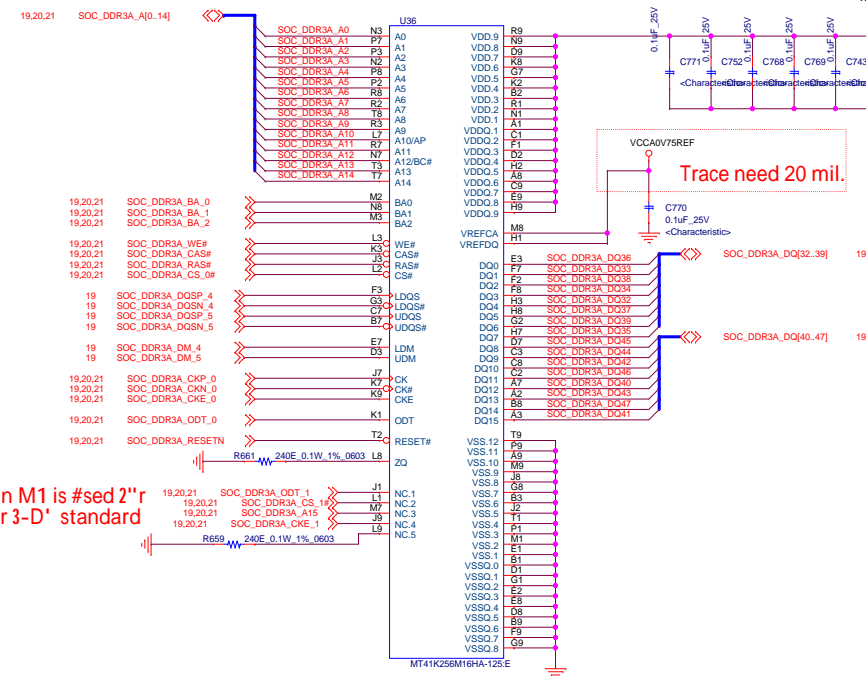 U36
19,20,21 SOC_DDR3A_A[0..14]
SOC_DDR3A_A0 N3 A0
SOC_DDR3A_A1 P7 A1
SOC_DDR3A_A2 P3 A2
SOC_DDR3A_A3 N2 A3
SOC_DDR3A_A4 P8 A4
SOC_DDR3A_A5 P2 A5
SOC_DDR3A_A6 R8 A6
SOC_DDR3A_A7 R2 A7
SOC_DDR3A_A8 T8 A8
SOC_DDR3A_A9 R3 A9
SOC_DDR3A_A10 L7 A10/AP
SOC_DDR3A_A11 R7 A11
SOC_DDR3A_A12 N7 A12/BC#
SOC_DDR3A_A13 T3 A13
SOC_DDR3A_A14 T7 A14
19,20,21 SOC_DDR3A_BA_0 M2 BA0
19,20,21 SOC_DDR3A_BA_1 N8 BA1
19,20,21 SOC_DDR3A_BA_2 M3 BA2
19,20,21 SOC_DDR3A_WE# L3 WE#
19,20,21 SOC_DDR3A_CAS# K3 CAS#
19,20,21 SOC_DDR3A_RAS# J3 RAS#
19,20,21 SOC_DDR3A_CS_0# L2 CS#
19 SOC_DDR3A_DQSP_4 F3 LDQS
19 SOC_DDR3A_DQSN_4 G3 LDQS#
19 SOC_DDR3A_DQSP_5 C7 UDQS
19 SOC_DDR3A_DQSN_5 B7 UDQS#
19 SOC_DDR3A_DM_4 E7 LDM
19 SOC_DDR3A_DM_5 D3 UDM
19,20,21 SOC_DDR3A_CKP_0 J7 CK
19,20,21 SOC_DDR3A_CKN_0 K7 CK#
19,20,21 SOC_DDR3A_CKE_0 K9 CKE
19,20,21 SOC_DDR3A_ODT_0 K1 ODT
19,20,21 SOC_DDR3A_RESETN T2 RESET#
R661 240E_0.1W_1%_0603 L8 ZQ
n M1 is #sed 2"r
r 3-D' standard
19,20,21 SOC_DDR3A_ODT_1 J1 NC.1
19,20,21 SOC_DDR3A_CS_1# L1 NC.2
19,20,21 SOC_DDR3A_A15 M7 NC.3
19,20,21 SOC_DDR3A_CKE_1 J9 NC.4
R659 240E_0.1W_1%_0603 L9 NC.5
VDD.9 R9
VDD.8 N9
VDD.7 D9
VDD.6 K8
VDD.5 G7
VDD.4 K2
VDD.3 B2
VDD.2 R1
VDD.1 N1
VDDQ.1 A1
VDDQ.2 C1
VDDQ.3 F1
VDDQ.4 D2
VDDQ.5 H2
VDDQ.6 A8
VDDQ.7 C9
VDDQ.8 E9
VDDQ.9 H9
VREFCA M8
VREFDQ H1
DQ0 E3 SOC_DDR3A_DQ36
DQ1 F7 SOC_DDR3A_DQ33
DQ2 F2 SOC_DDR3A_DQ38
DQ3 F8 SOC_DDR3A_DQ34
DQ4 H3 SOC_DDR3A_DQ32
DQ5 H8 SOC_DDR3A_DQ37
DQ6 G2 SOC_DDR3A_DQ39
DQ7 H7 SOC_DDR3A_DQ35
DQ8 D7 SOC_DDR3A_DQ45
DQ9 C3 SOC_DDR3A_DQ44
DQ10 C8 SOC_DDR3A_DQ42
DQ11 C2 SOC_DDR3A_DQ46
DQ12 A7 SOC_DDR3A_DQ40
DQ13 A2 SOC_DDR3A_DQ43
DQ14 B8 SOC_DDR3A_DQ47
DQ15 A3 SOC_DDR3A_DQ41
VSS.12 T9
VSS.11 P9
VSS.10 A9
VSS.9 M9
VSS.8 J8
VSS.7 G8
VSS.6 B3
VSS.5 J2
VSS.4 T1
VSS.3 P1
VSS.2 M1
VSS.1 E1
VSSQ.0 B1
VSSQ.1 D1
VSSQ.2 G1
VSSQ.3 E2
VSSQ.4 E8
VSSQ.5 D8
VSSQ.6 B9
VSSQ.7 F9
VSSQ.8 G9
MT41K256M16HA-125:E
0.1uF_25V 0.1uF_25V 0.1uF_25V 0.1uF_25V
C771 C752 C768 C769 C743
VCCA0V75REF
Trace need 20 mil.
C770
0.1uF_25V
<Characteristic>
SOC_DDR3A_DQ[32..39] 19
SOC_DDR3A_DQ[40..47] 19